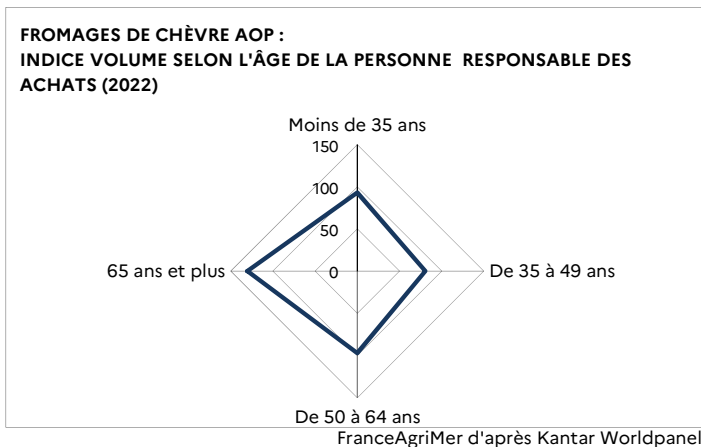 FROMAGES DE CHÈVRE AOP :
INDICE VOLUME SELON L'ÂGE DE LA PERSONNE RESPONSABLE DES
ACHATS (2022)
Moins de 35 ans
150
100
50
0
65 ans et plus
De 35 à 49 ans
De 50 à 64 ans
FranceAgriMer d'après Kantar Worldpanel